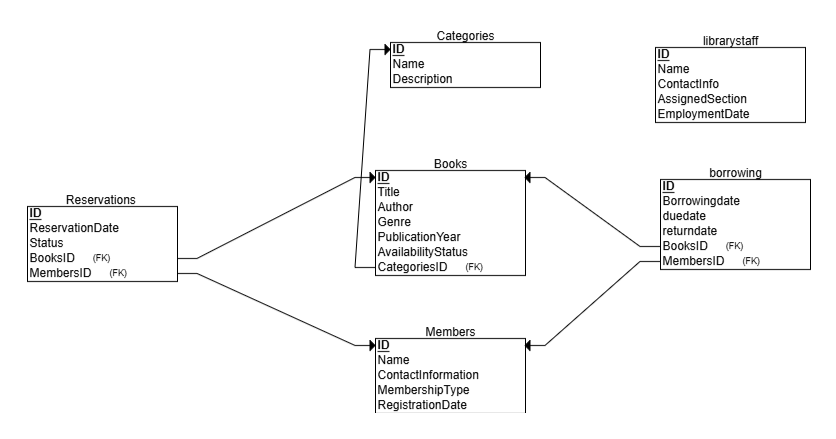 Categories
ID
Name
Description
librarystaff
ID
Name
ContactInfo
AssignedSection
EmploymentDate
Books
ID
Title
Author
Genre
PublicationYear
AvailabilityStatus
CategoriesID (FK)
borrowing
ID
Borrowingdate
duedate
returndate
BooksID (FK)
MembersID (FK)
Reservations
ID
ReservationDate
Status
BooksID (FK)
MembersID (FK)
Members
ID
Name
ContactInformation
MembershipType
RegistrationDate